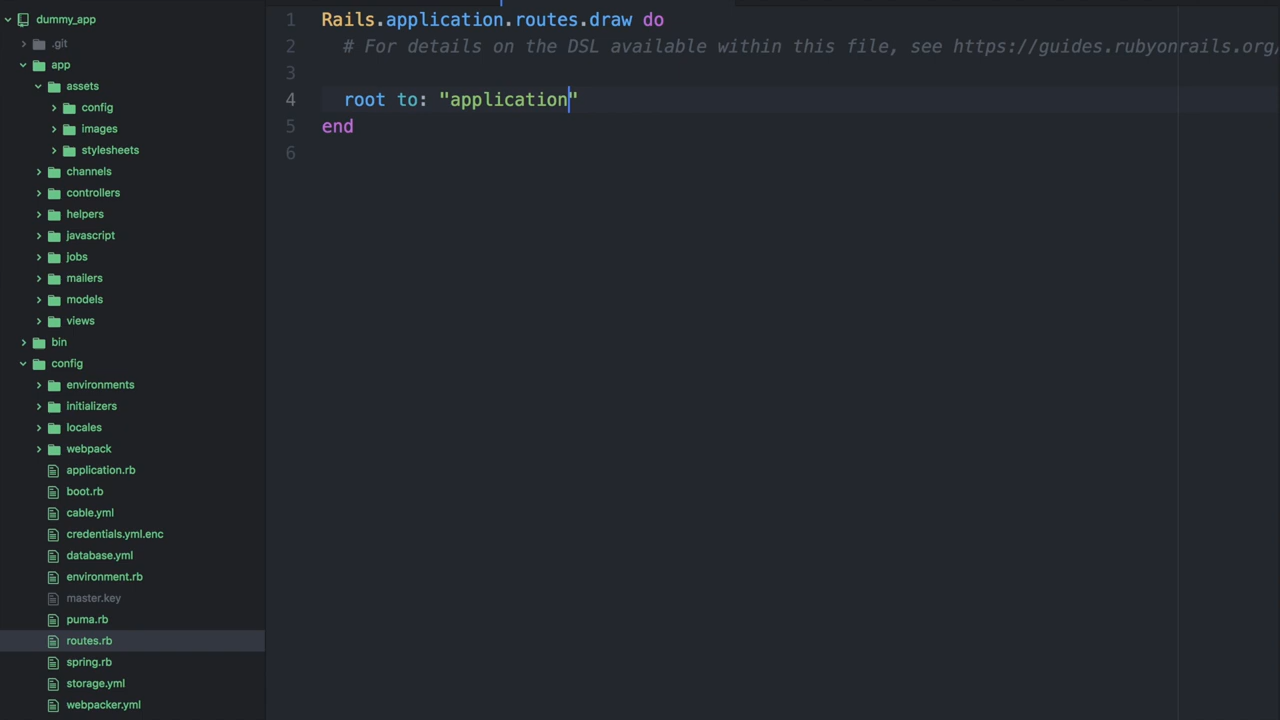 dummy_app
.git
app
assets
config
images
stylesheets
channels
controllers
helpers
javascript
jobs
mailers
models
views
bin
config
environments
initializers
locales
webpack
application.rb
boot.rb
cable.yml
credentials.yml.enc
database.yml
environment.rb
master.key
puma.rb
routes.rb
spring.rb
storage.yml
webpacker.yml
1 Rails.application.routes.draw do
2 # For details on the DSL available within this file, see https://guides.rubyonrails.org/
3
4 root to: "application"
5 end
6